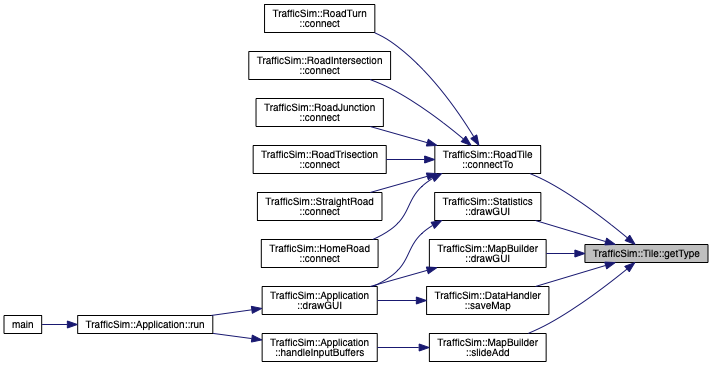 TrafficSim::RoadTurn
::connect
TrafficSim::RoadIntersection
::connect
TrafficSim::RoadJunction
::connect
TrafficSim::RoadTrisection
::connect
TrafficSim::RoadTile
::connectTo
TrafficSim::StraightRoad
::connect
TrafficSim::Statistics
::drawGUI
TrafficSim::HomeRoad
::connect
TrafficSim::MapBuilder
::drawGUI
TrafficSim::Tile::getType
TrafficSim::Application
::drawGUI
TrafficSim::DataHandler
::saveMap
main
TrafficSim::Application::run
TrafficSim::Application
::handleInputBuffers
TrafficSim::MapBuilder
::slideAdd